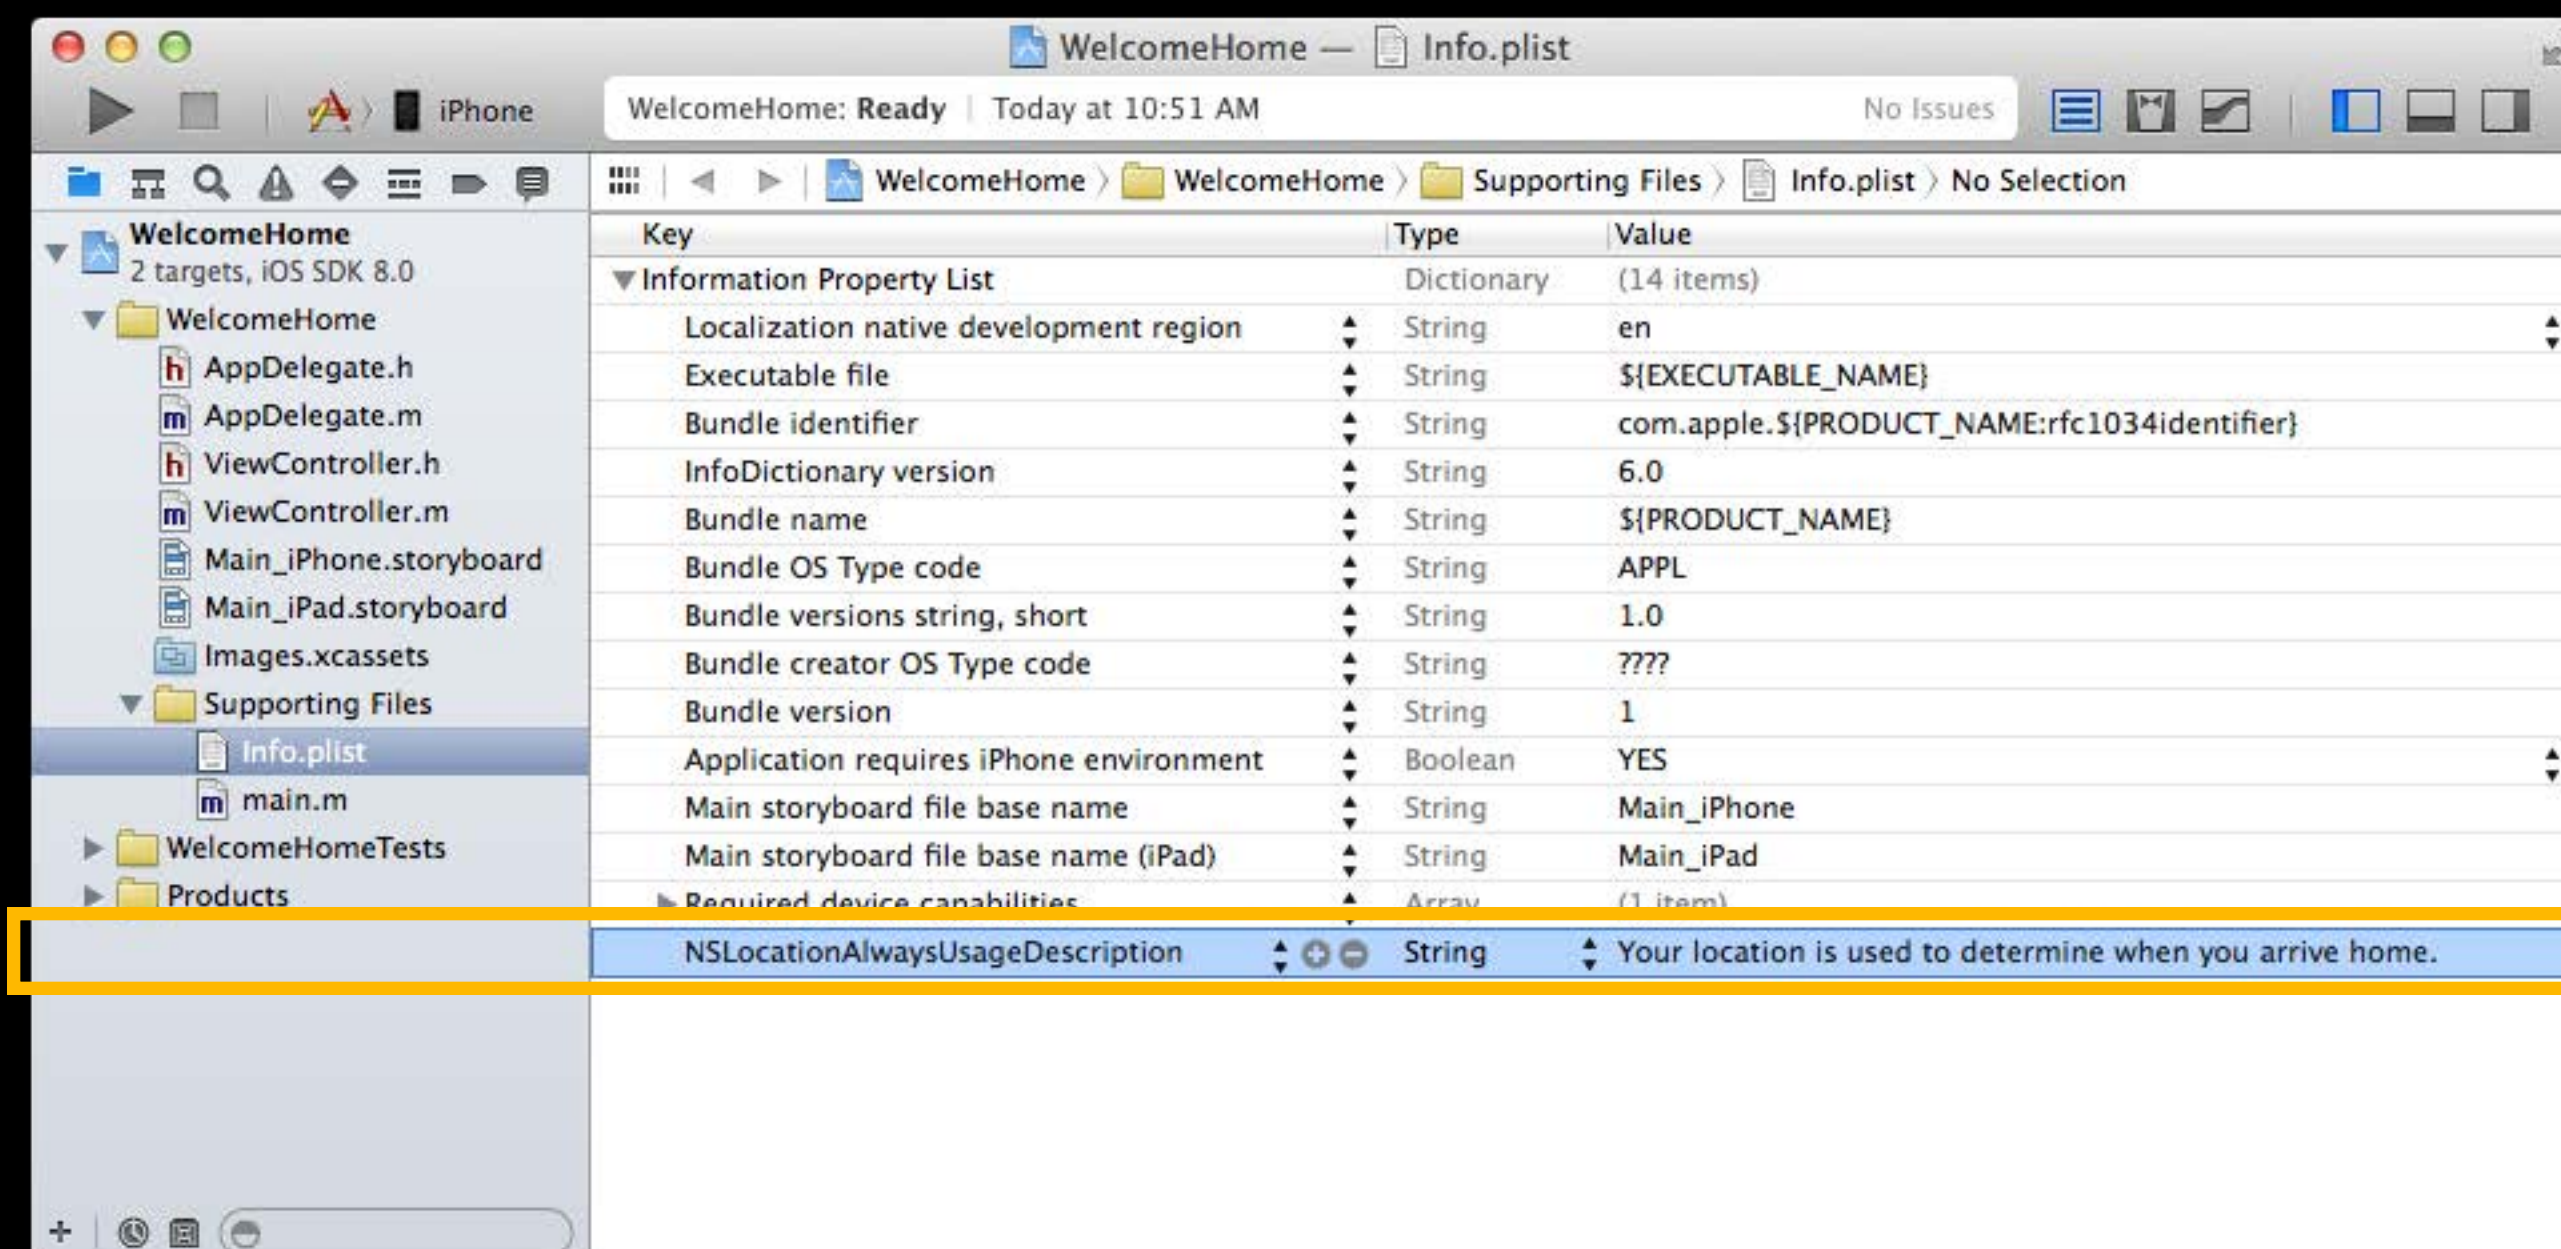 WelcomeHome — Info.plist
iPhone
WelcomeHome: Ready | Today at 10:51 AM
No Issues
WelcomeHome 〉 WelcomeHome 〉 Supporting Files 〉 Info.plist 〉 No Selection
WelcomeHome
2 targets, iOS SDK 8.0
WelcomeHome
h AppDelegate.h
m AppDelegate.m
h ViewController.h
m ViewController.m
Main_iPhone.storyboard
Main_iPad.storyboard
Images.xcassets
Supporting Files
Info.plist
m main.m
WelcomeHomeTests
Products
Key Type Value
Information Property List Dictionary (14 items)
Localization native development region String en
Executable file String ${EXECUTABLE_NAME}
Bundle identifier String com.apple.${PRODUCT_NAME:rfc1034identifier}
InfoDictionary version String 6.0
Bundle name String ${PRODUCT_NAME}
Bundle OS Type code String APPL
Bundle versions string, short String 1.0
Bundle creator OS Type code String ????
Bundle version String 1
Application requires iPhone environment Boolean YES
Main storyboard file base name String Main_iPhone
Main storyboard file base name (iPad) String Main_iPad
Required device capabilities Array (1 item)
NSLocationAlwaysUsageDescription String Your location is used to determine when you arrive home.